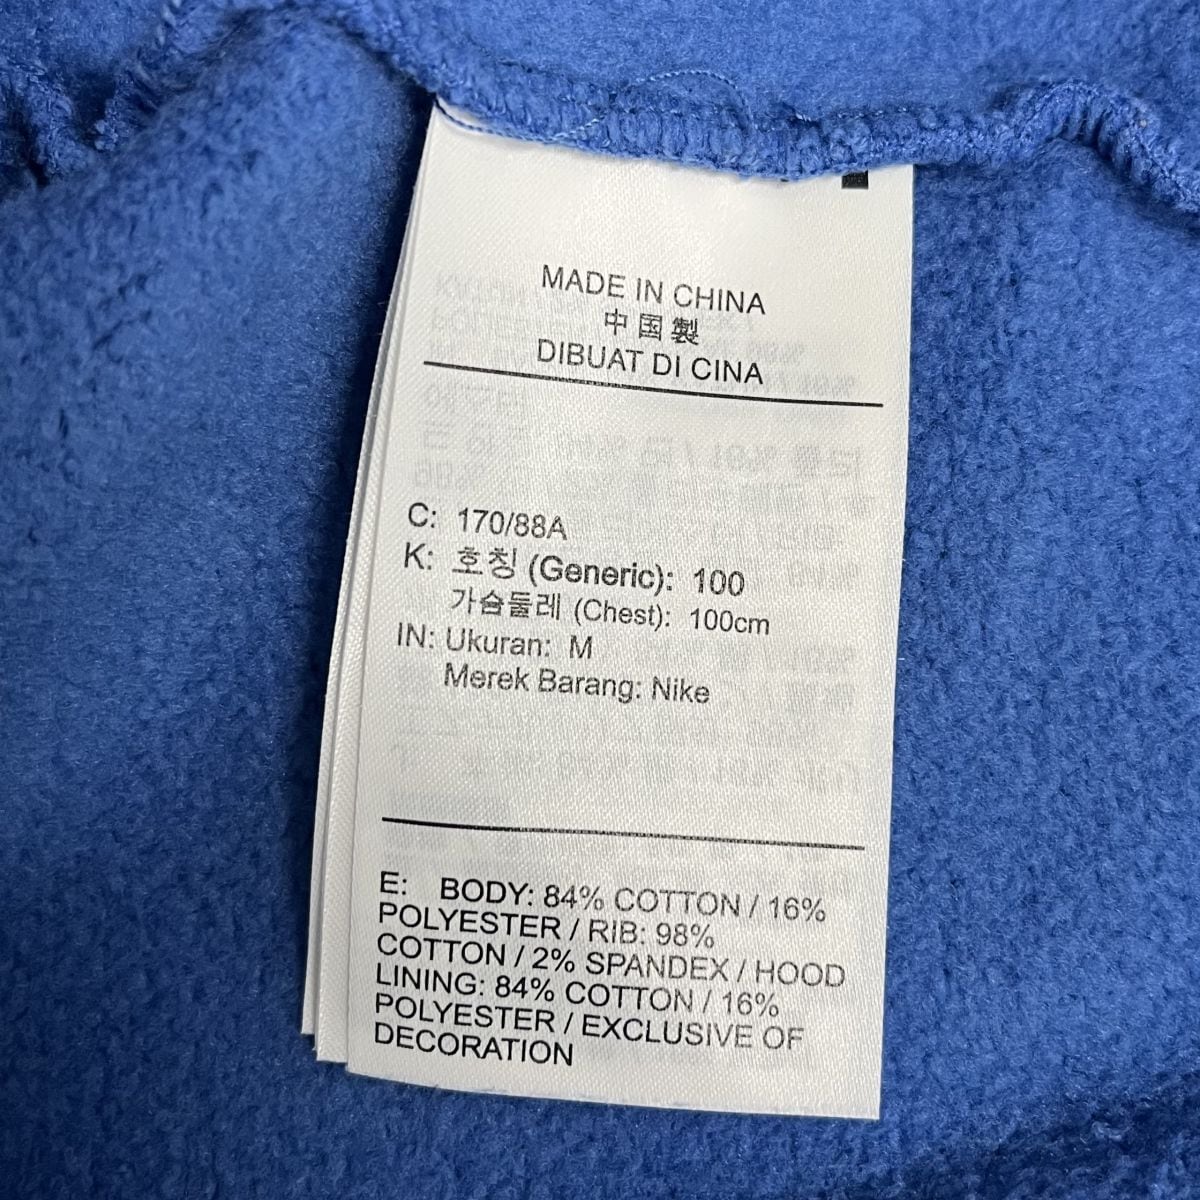 MADE IN CHINA
中国製
DIBUAT DI CINA
C: 170/88A
K: 호칭 (Generic): 100
가슴둘레 (Chest): 100cm
IN: Ukuran: M
Merek Barang: Nike
E: BODY: 84% COTTON / 16%
POLYESTER / RIB: 98%
COTTON / 2% SPANDEX / HOOD
LINING: 84% COTTON / 16%
POLYESTER / EXCLUSIVE OF
DECORATION